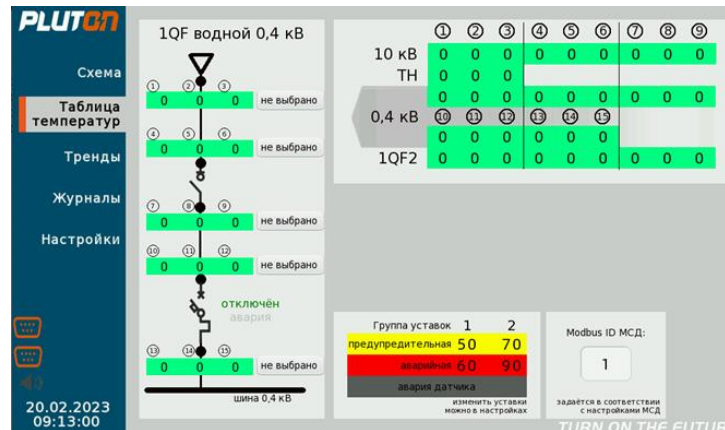 PLUTON
Схема
Таблица
температур
Тренды
Журналы
Настройки
20.02.2023
09:13:00
1QF водной 0,4 кВ
1 2 3
0 0 0 не выбрано
4 5 6
0 0 0 не выбрано
7 8 9
0 0 0 не выбрано
10 11 12
0 0 0 не выбрано
отключён
авария
13 14 15
0 0 0 не выбрано
шина 0,4 кВ
1 2 3 4 5 6 7 8 9
10 кВ 0 0 0 0 0 0 0 0 0
ТН 0 0 0
0 0 0 0 0 0 0 0 0
0,4 кВ 10 11 12 13 14 15
0 0 0 0 0 0
1QF2 0 0 0 0 0 0 0 0 0
Группа уставок 1 2
предупредительная 50 70
аварийная 60 90
авария датчика
изменить уставки
можно в настройках
Modbus ID МСД:
1
задаётся в соответствии
с настройками МСД
TURN ON THE FUTUR